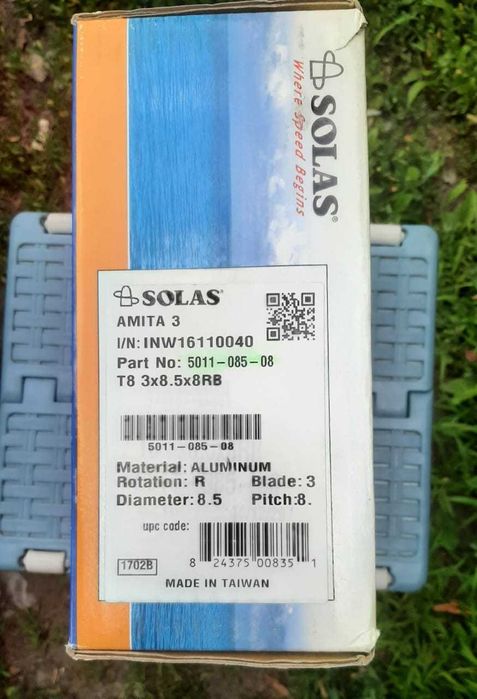 SOLAS®
Where Speed Begins
SOLAS®
AMITA 3
I/N: INW16110040
Part No: 5011-085-08
T8 3x8.5x8RB
5011-085-08
Material: ALUMINUM
Rotation: R Blade: 3
Diameter: 8.5 Pitch: 8.
upc code:
8 24375 00835 1
1702B
MADE IN TAIWAN